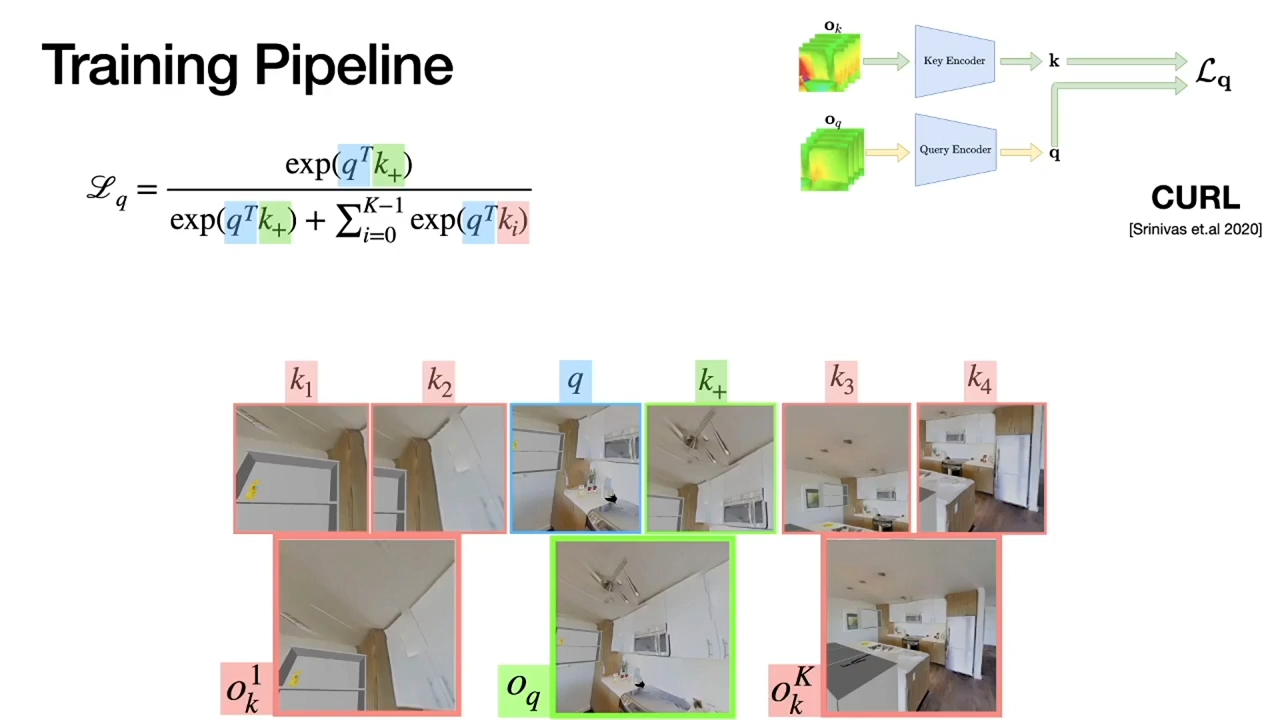 Training Pipeline
ℒ_q = exp(q^T k_+) / (exp(q^T k_+) + ∑_{i=0}^{K−1} exp(q^T k_i))
o_k
Key Encoder
k
ℒ_q
o_q
Query Encoder
q
CURL
[Srinivas et.al 2020]
k_1 k_2 q k_+ k_3 k_4
o_k^1 o_q o_k^K